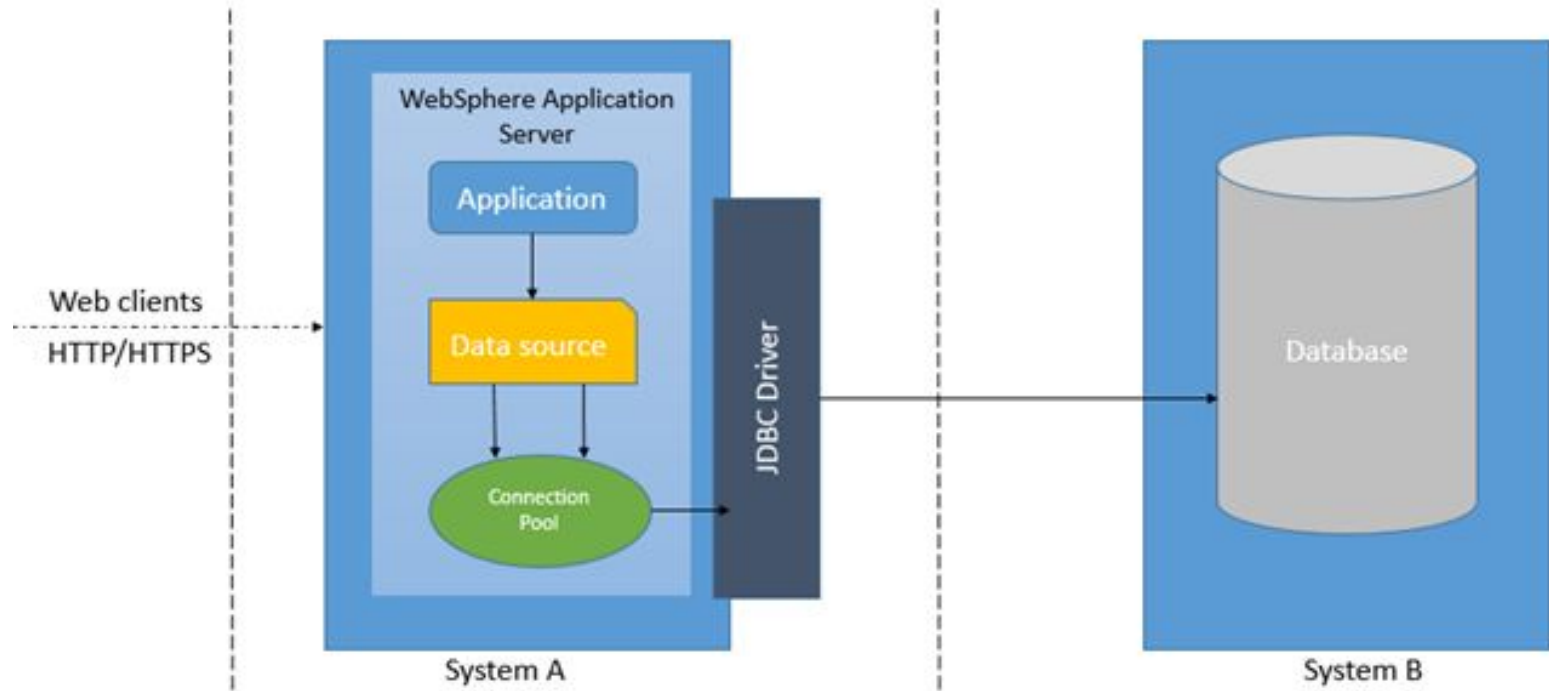 Web clients
HTTP/HTTPS
WebSphere Application
Server
Application
Data source
Connection
Pool
JDBC Driver
System A
Database
System B